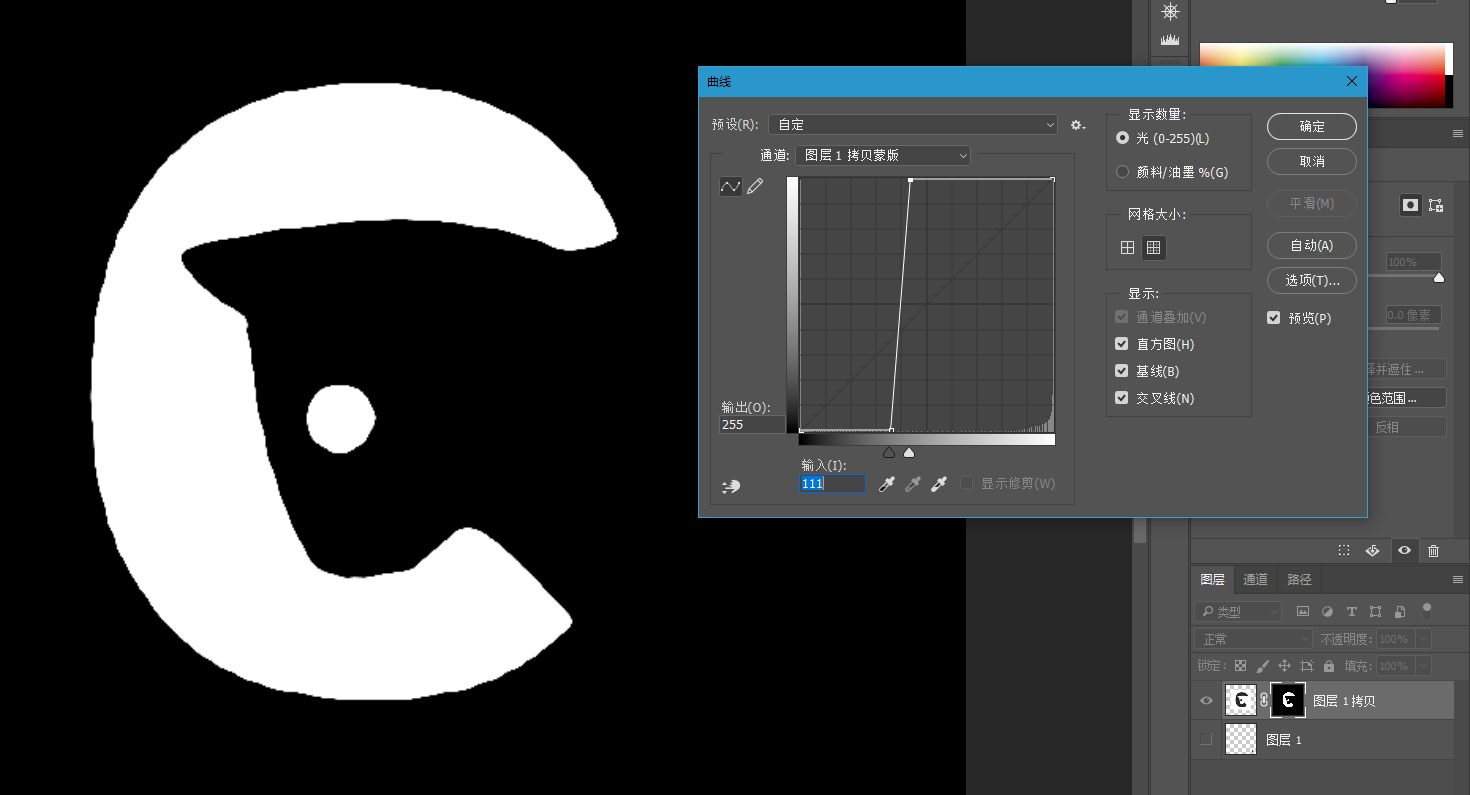 曲线
预设(R):
自定
通道:
图层 1 拷贝蒙版
输出(O):
255
输入(I):
111
显示修剪(W)
显示数量:
光 (0-255)(L)
颜料/油墨 %(G)
网格大小:
显示:
通道叠加(V)
直方图(H)
基线(B)
交叉线(N)
确定
取消
平滑(M)
自动(A)
选项(T)...
预览(P)
100%
0.0 像素
择并遮住 ...
色范围...
反相
图层
通道
路径
类型
正常
不透明度:
100%
锁定:
填充:
100%
图层 1 拷贝
图层 1